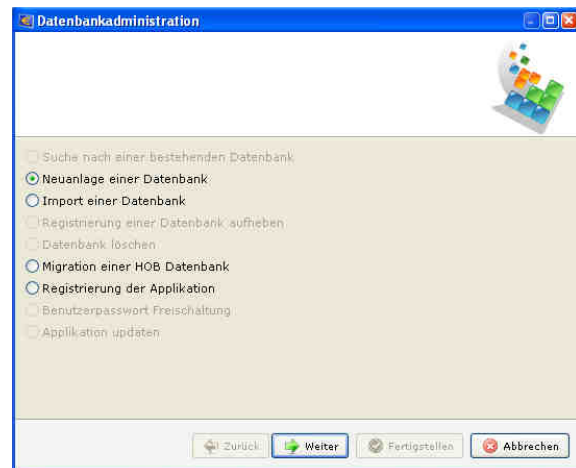 Datenbankadministration
Suche nach einer bestehenden Datenbank
Neuanlage einer Datenbank
Import einer Datenbank
Registrierung einer Datenbank aufheben
Datenbank löschen
Migration einer HOB Datenbank
Registrierung der Applikation
Benutzerpasswort Freischaltung
Applikation updaten
Zurück Weiter Fertigstellen Abbrechen